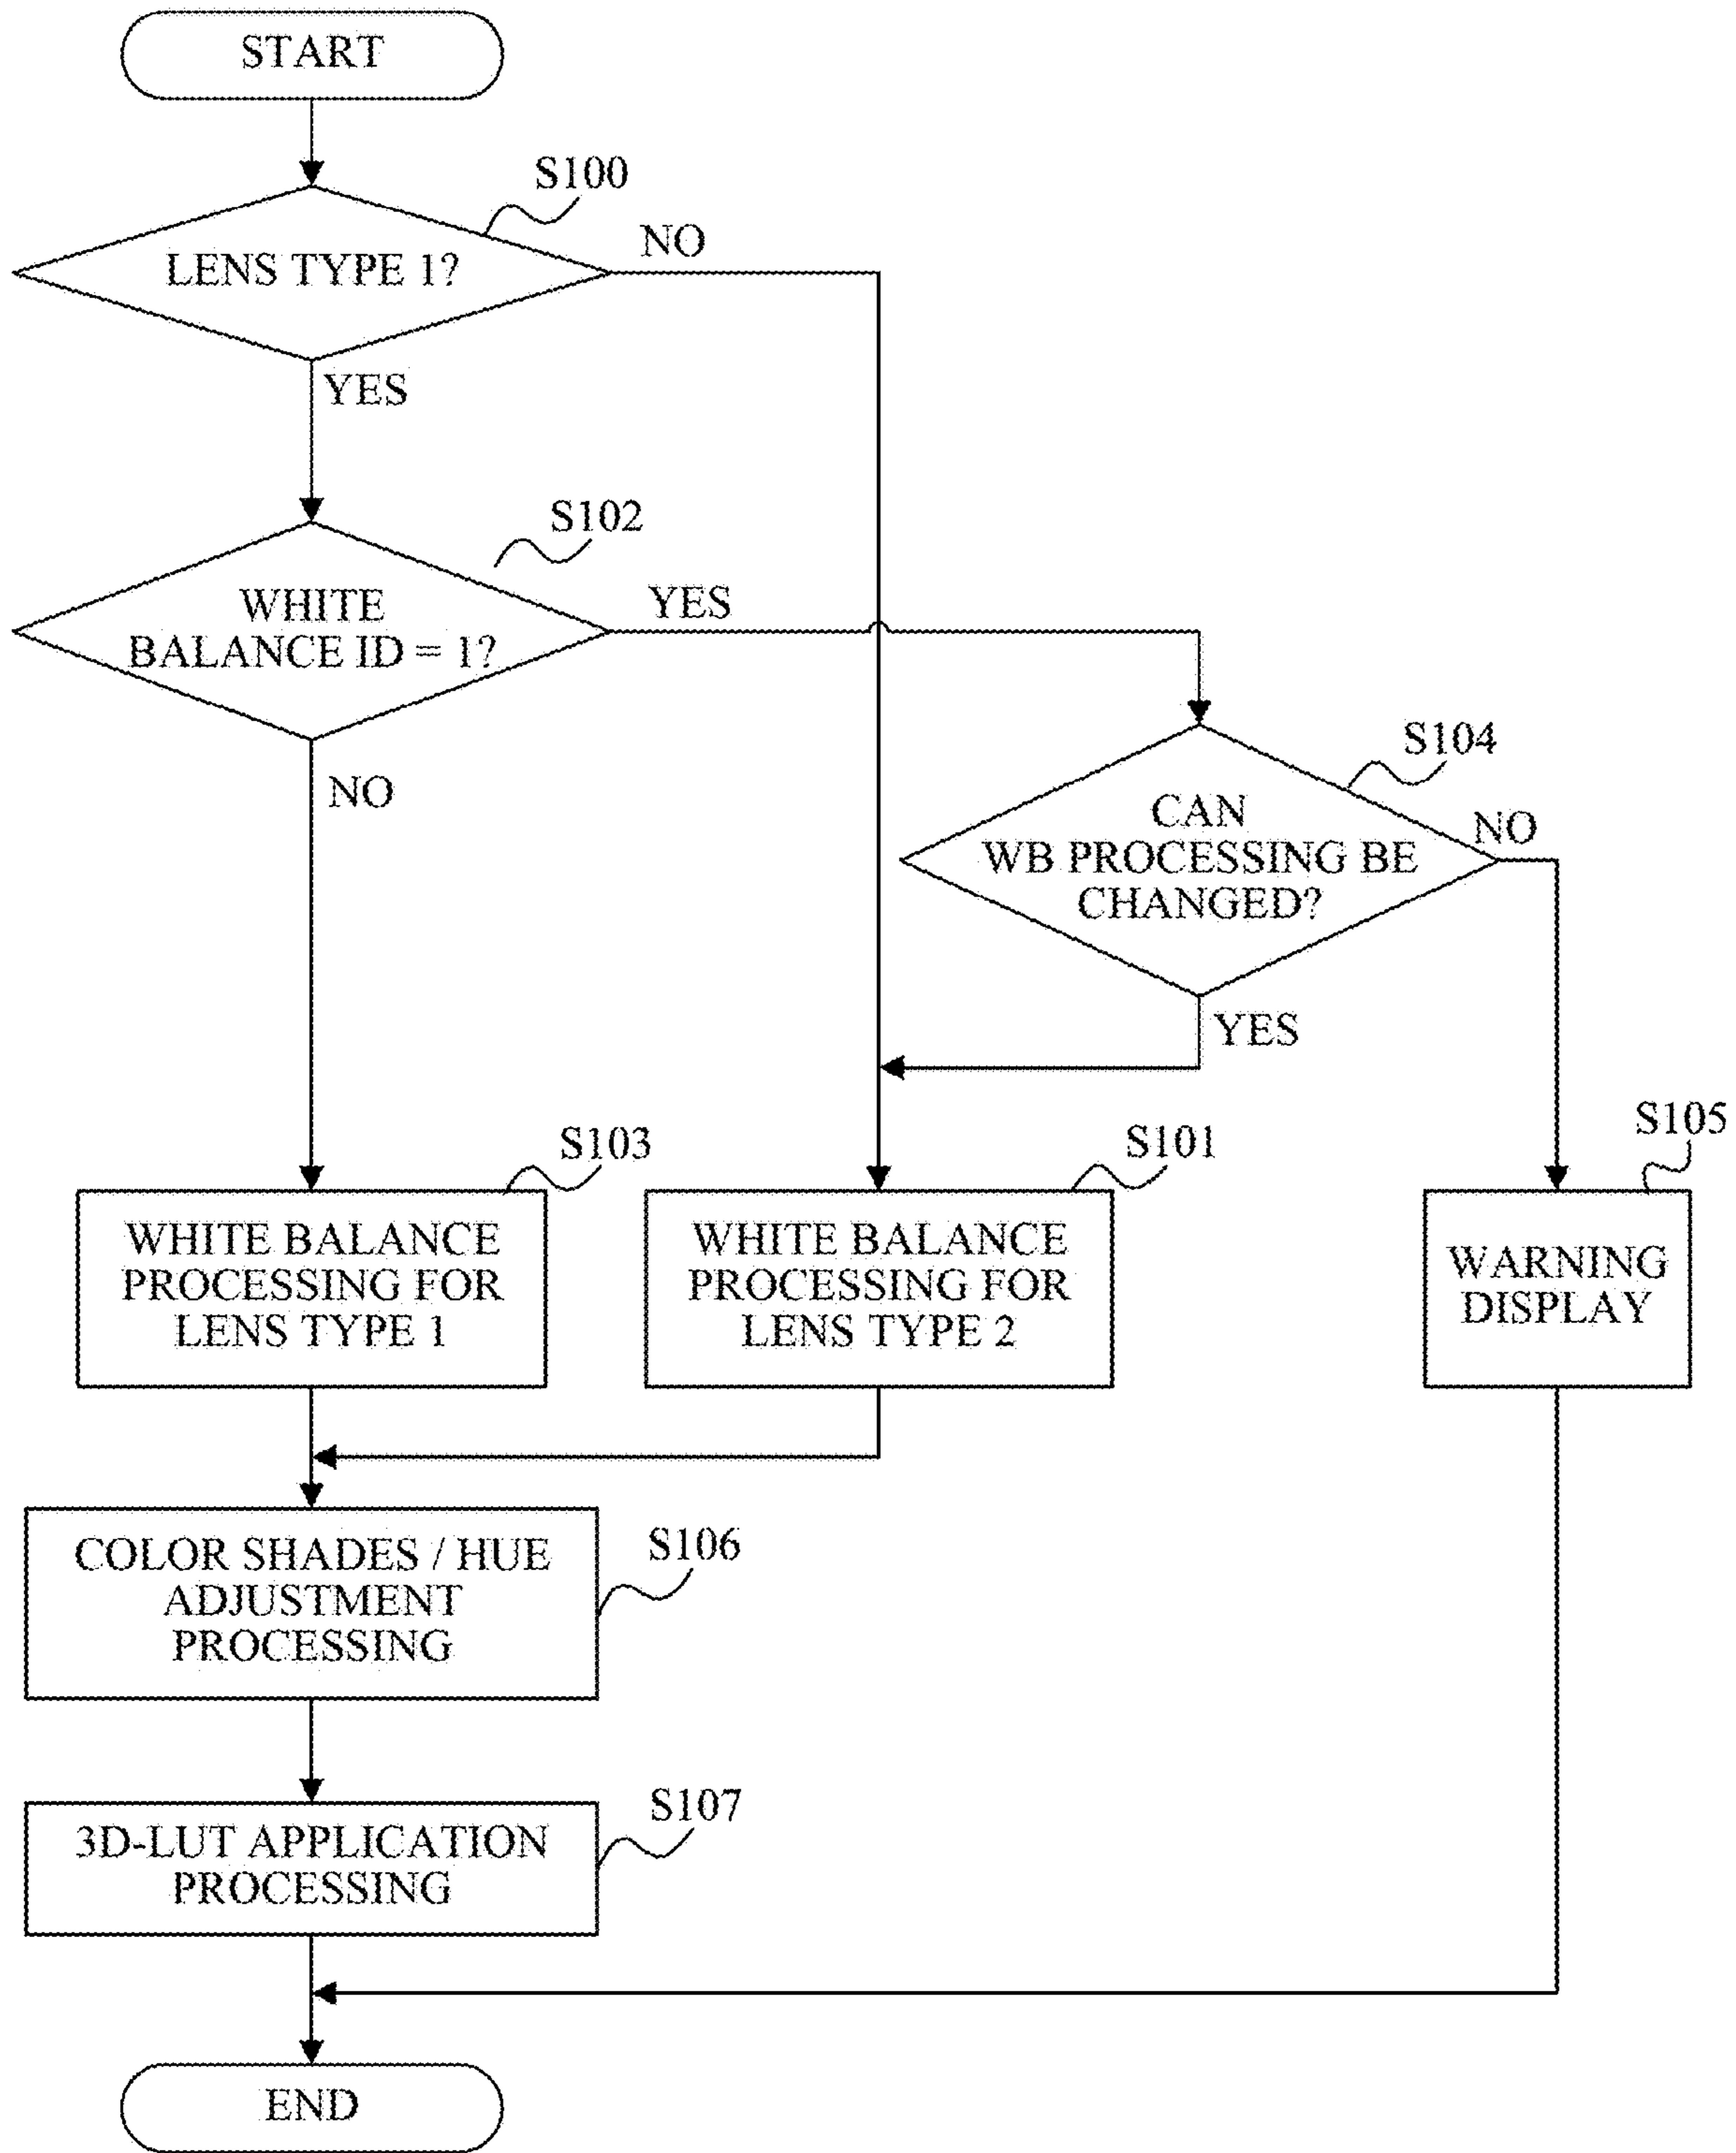 START
S100
LENS TYPE 1?
NO
YES
S102
WHITE
BALANCE ID = 1?
YES
NO
S104
CAN
WB PROCESSING BE
CHANGED?
NO
YES
S103
WHITE BALANCE
PROCESSING FOR
LENS TYPE 1
S101
WHITE BALANCE
PROCESSING FOR
LENS TYPE 2
S105
WARNING
DISPLAY
COLOR SHADES / HUE
ADJUSTMENT
PROCESSING
S106
3D-LUT APPLICATION
PROCESSING
S107
END